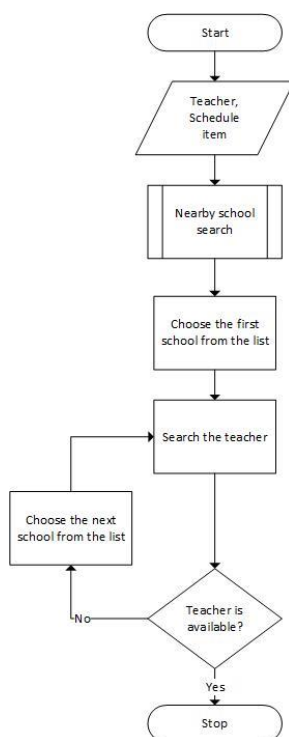 Start
Teacher,
Schedule
item
Nearby school
search
Choose the first
school from the list
Search the teacher
Choose the next
school from the list
Teacher is
available?
No
Yes
Stop